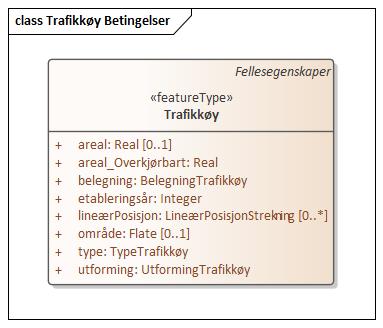 class Trafikkøy Betingelser
Fellesegenskaper
«featureType»
Trafikkøy
+ areal: Real [0..1]
+ areal_Overkjørbart: Real
+ belegning: BelegningTrafikkøy
+ etableringsår: Integer
+ lineærPosisjon: LineærPosisjonStrekning [0..*]
+ område: Flate [0..1]
+ type: TypeTrafikkøy
+ utforming: UtformingTrafikkøy